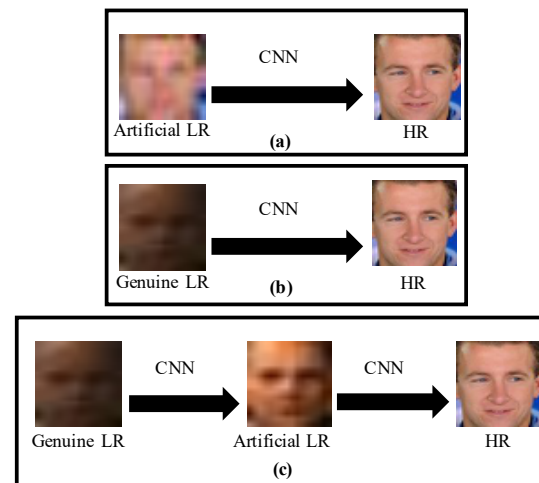 CNN
Artificial LR
HR
(a)
CNN
Genuine LR
HR
(b)
CNN
CNN
Genuine LR
Artificial LR
HR
(c)